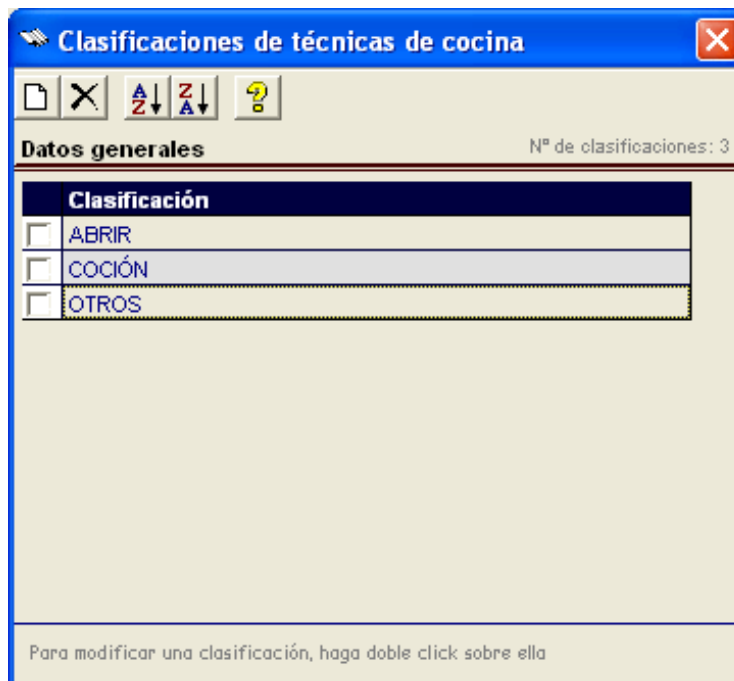 Clasificaciones de técnicas de cocina
A Z Z A
Datos generales Nº de clasificaciones: 3
Clasificación
ABRIR
COCIÓN
OTROS
Para modificar una clasificación, haga doble click sobre ella